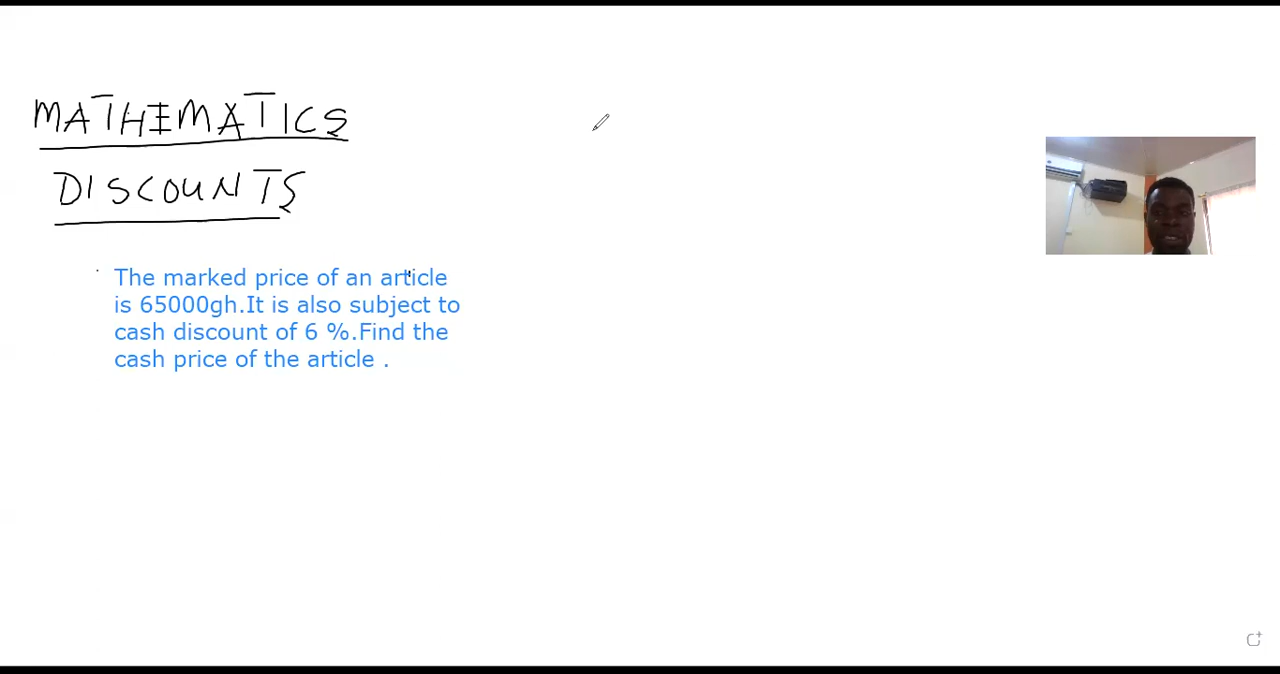 MATHEMATICS
DISCOUNTS
The marked price of an article
is 65000gh.It is also subject to
cash discount of 6 %.Find the
cash price of the article .